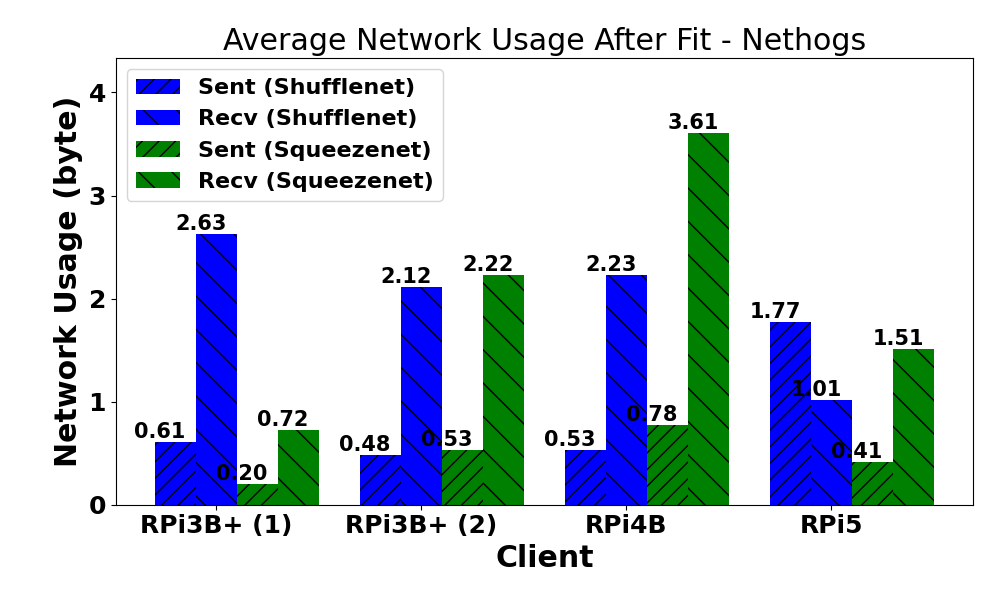 Average Network Usage After Fit - Nethogs
Sent (Shufflenet)
Recv (Shufflenet)
Sent (Squeezenet)
Recv (Squeezenet)
Network Usage (byte)
4
3
2
1
0
0.61
2.63
0.20
0.72
0.48
2.12
0.53
2.22
0.53
2.23
0.78
3.61
1.77
1.01
0.41
1.51
RPi3B+ (1)
RPi3B+ (2)
RPi4B
RPi5
Client